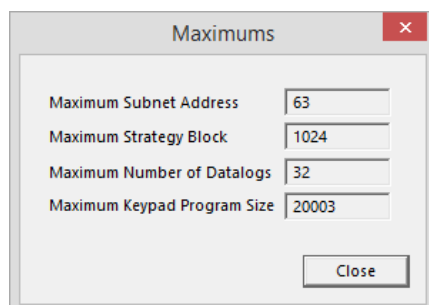 Maximums
Maximum Subnet Address 63
Maximum Strategy Block 1024
Maximum Number of Datalogs 32
Maximum Keypad Program Size 20003
Close